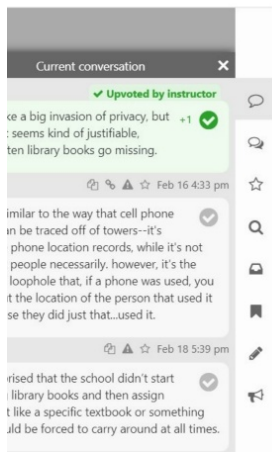 Current conversation
Upvoted by instructor
ke a big invasion of privacy, but +1
seems kind of justifiable,
ten library books go missing.
Feb 16 4:33 pm
imilar to the way that cell phone
an be traced off of towers--it's
phone location records, while it's not
people necessarily. however, it's the
loophole that, if a phone was used, you
t the location of the person that used it
se they did just that...used it.
Feb 18 5:39 pm
prised that the school didn't start
library books and then assign
t like a specific textbook or something
uld be forced to carry around at all times.